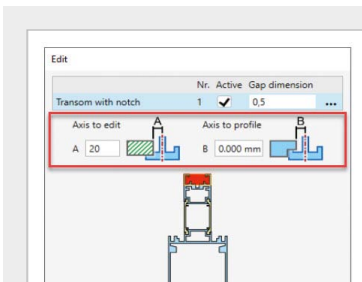 Edit
Nr. Active Gap dimension
Transom with notch 1 0,5 ...
Axis to edit A Axis to profile B
A 20 B 0.000 mm